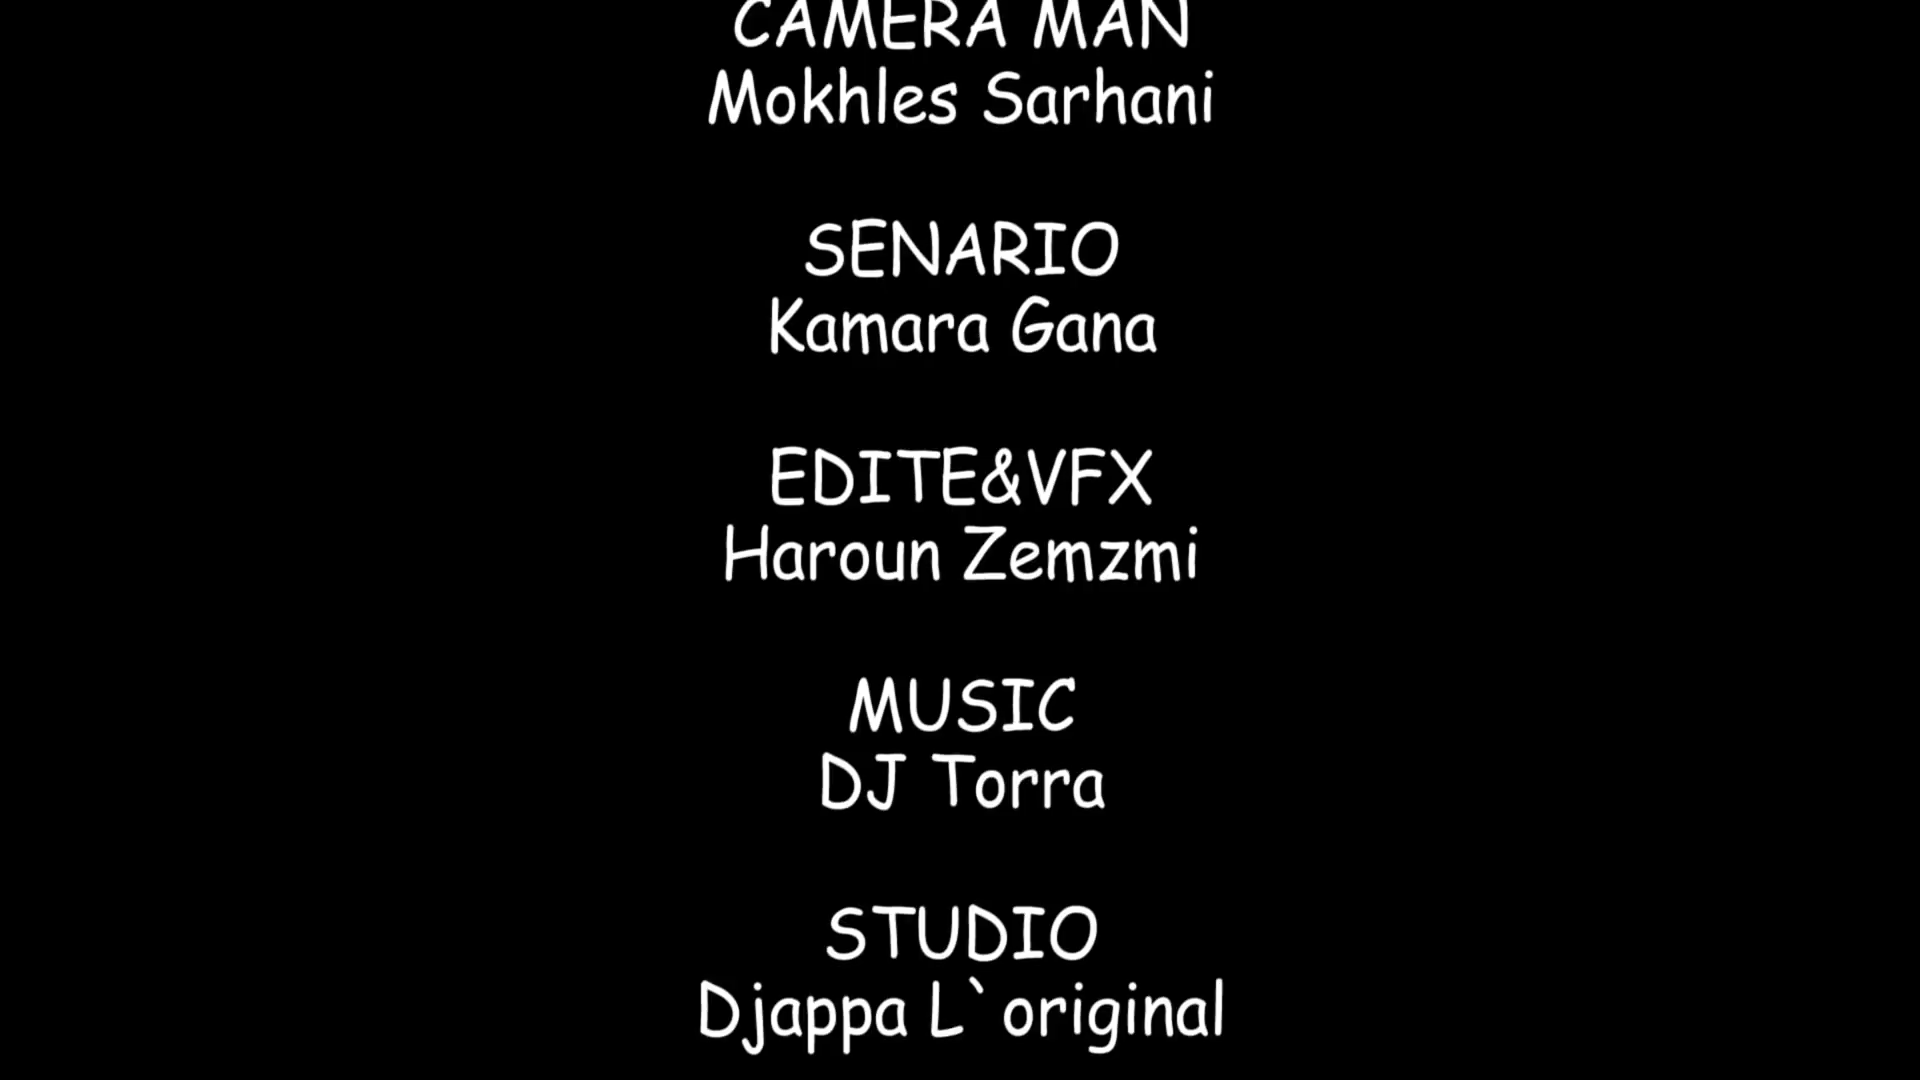 CAMERA MAN
Mokhles Sarhani
SENARIO
Kamara Gana
EDITE&VFX
Haroun Zemzmi
MUSIC
DJ Torra
STUDIO
Djappa L`original